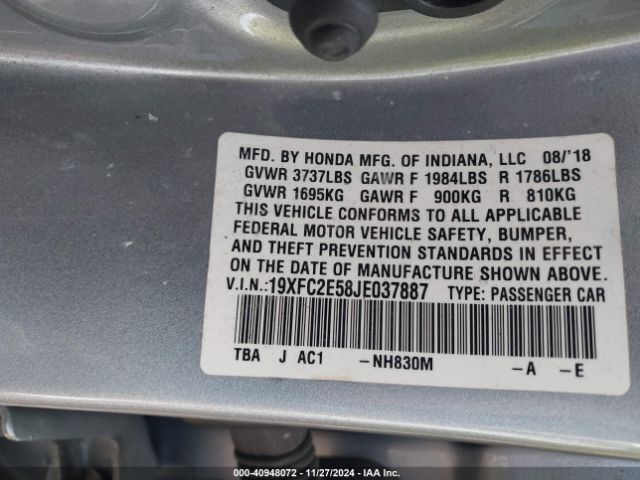 MFD. BY HONDA MFG. OF INDIANA, LLC 08/'18
GVWR 3737LBS GAWR F 1984LBS R 1786LBS
GVWR 1695KG GAWR F 900KG R 810KG
THIS VEHICLE CONFORMS TO ALL APPLICABLE
FEDERAL MOTOR VEHICLE SAFETY, BUMPER,
AND THEFT PREVENTION STANDARDS IN EFFECT
ON THE DATE OF MANUFACTURE SHOWN ABOVE.
V.I.N.:19XFC2E58JE037887 TYPE: PASSENGER CAR
TBA J AC1 -NH830M -A -E
000-40948072 - 11/27/2024 - IAA Inc.